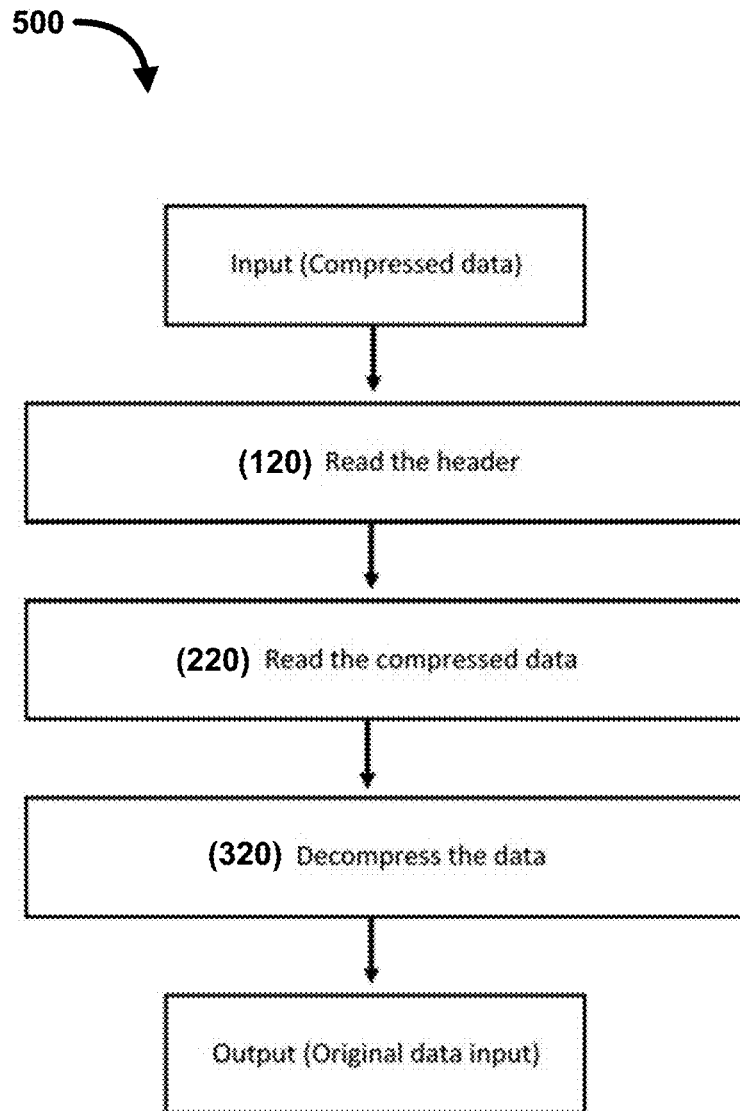 500
Input (Compressed data)
(120) Read the header
(220) Read the compressed data
(320) Decompress the data
Output (Original data input)